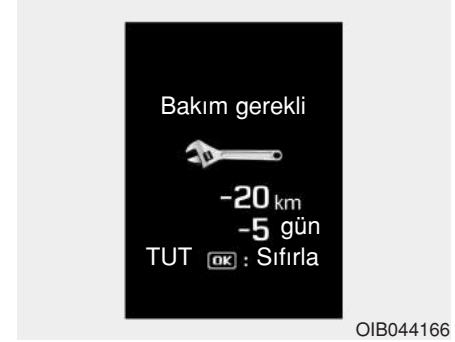 Bakım gerekli
-20 km
-5 gün
TUT OK : Sıfırla
OIB044166